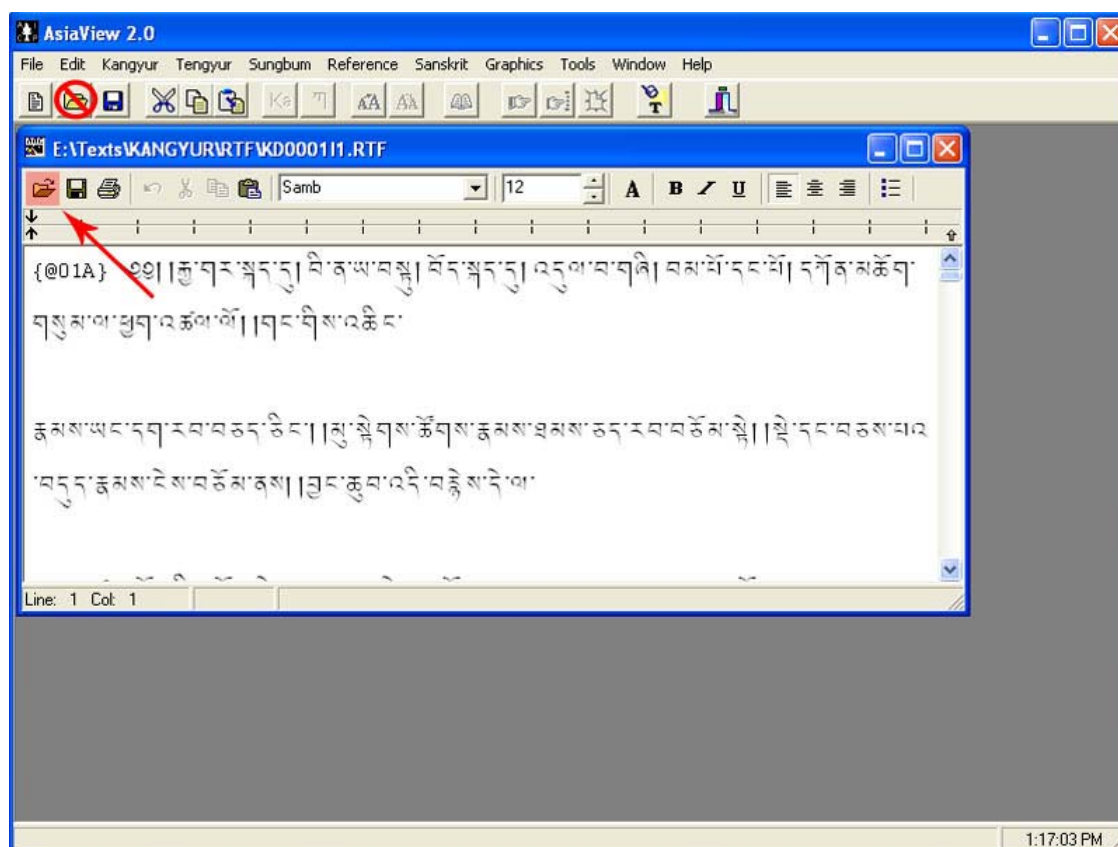 AsiaView 2.0
File Edit Kangyur Tengyur Sungbum Reference Sanskrit Graphics Tools Window Help
E:\Texts\KANGYUR\RTF\KD0001I1.RTF
Samb 12 A B I U
{@01A} ༄༅། །རྒྱ་གར་སྐད་དུ། བི་ན་ཡ་བསྟུ། བོད་སྐད་དུ། འདུལ་བ་གཞི། བམ་པོ་དང་པོ། དཀོན་མཆོག་
གསུམ་ལ་ཕྱག་འཚལ་ལོ། །གང་གིས་འཆིང་
རྣམས་ཡང་དག་རབ་བཅད་ཅིང་། །མུ་སྟེགས་ཚོགས་རྣམས་ཐམས་ཅད་རབ་བཅོམ་སྟེ། །སྡེ་དང་བཅས་པའ
་བདུད་རྣམས་ངེས་བཅོམ་ནས། །བྱང་ཆུབ་འདི་བརྙེས་དེ་ལ་
Line: 1 Col: 1
1:17:03 PM